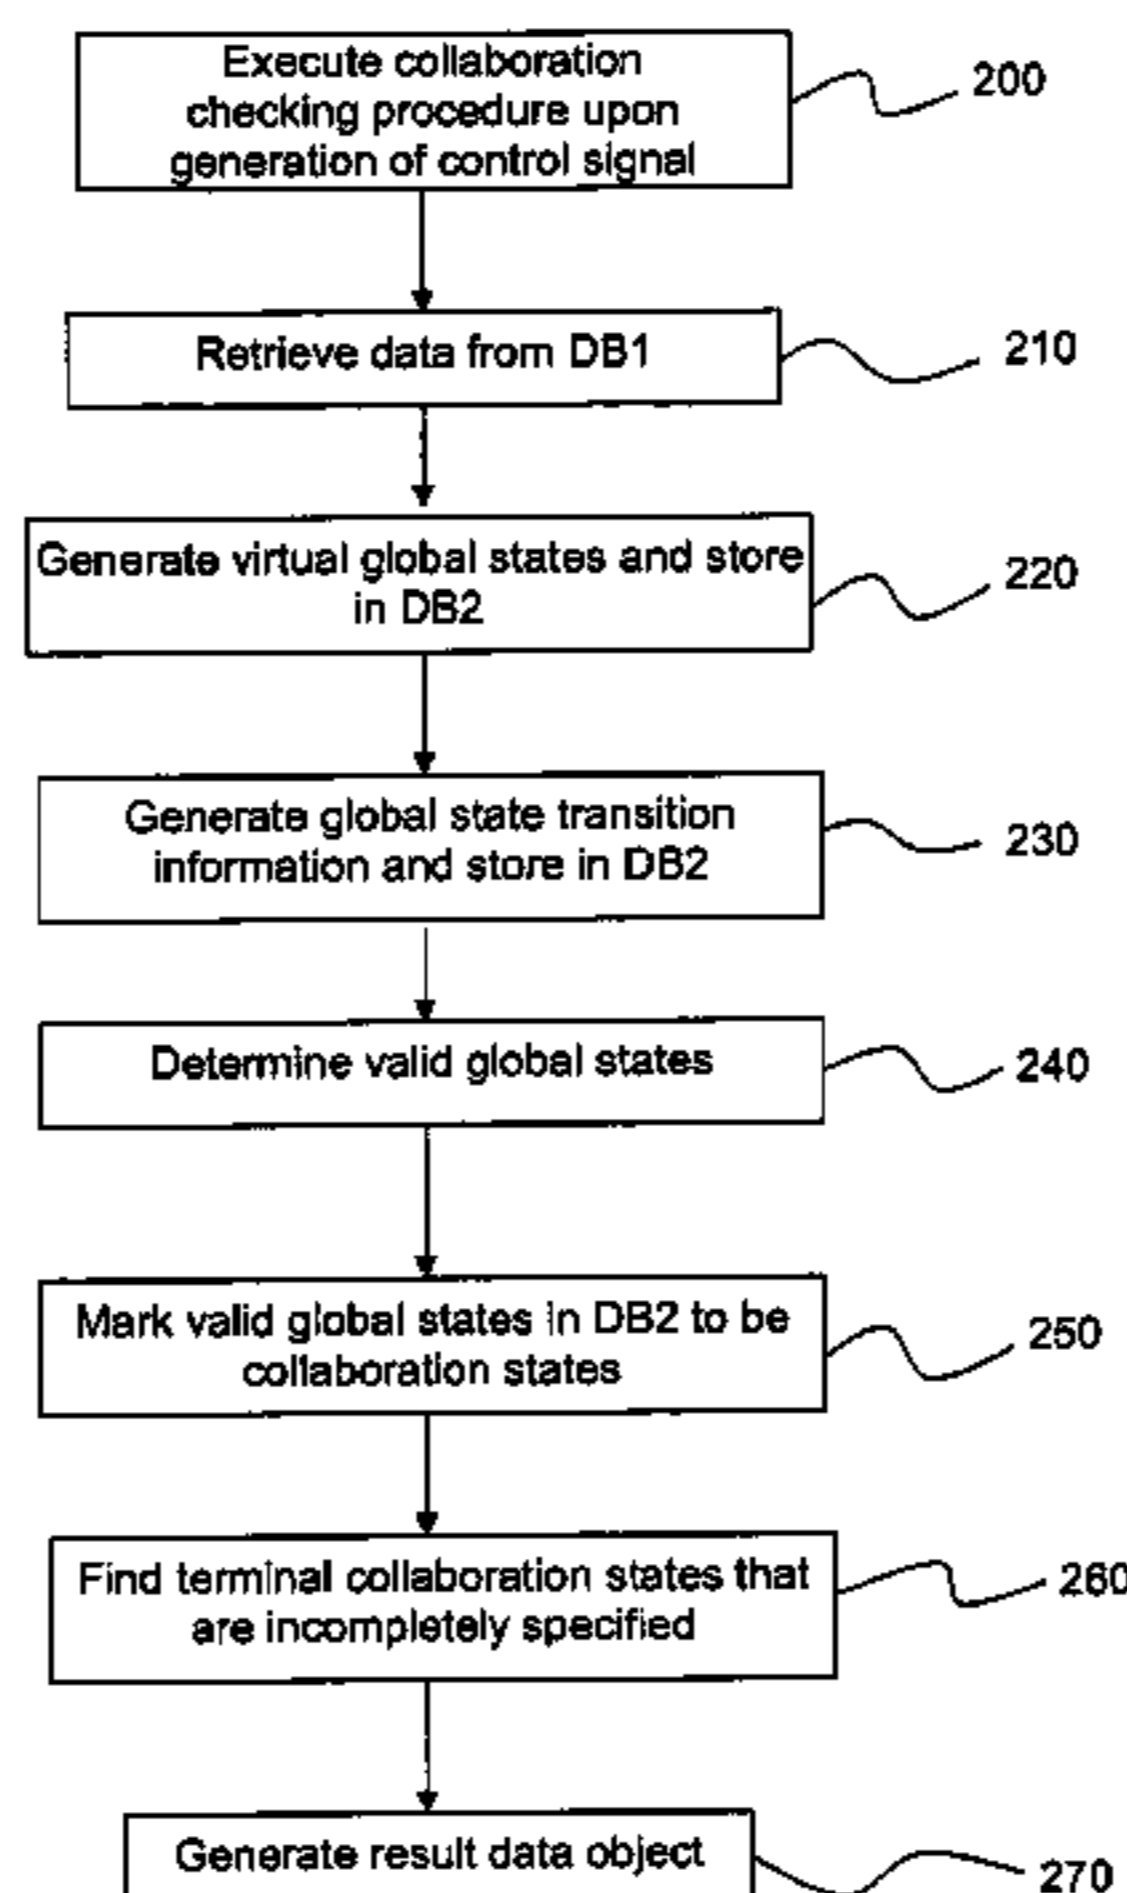 Execute collaboration
checking procedure upon
generation of control signal
200
Retrieve data from DB1
210
Generate virtual global states and store
in DB2
220
Generate global state transition
information and store in DB2
230
Determine valid global states
240
Mark valid global states in DB2 to be
collaboration states
250
Find terminal collaboration states that
are incompletely specified
260
Generate result data object
270